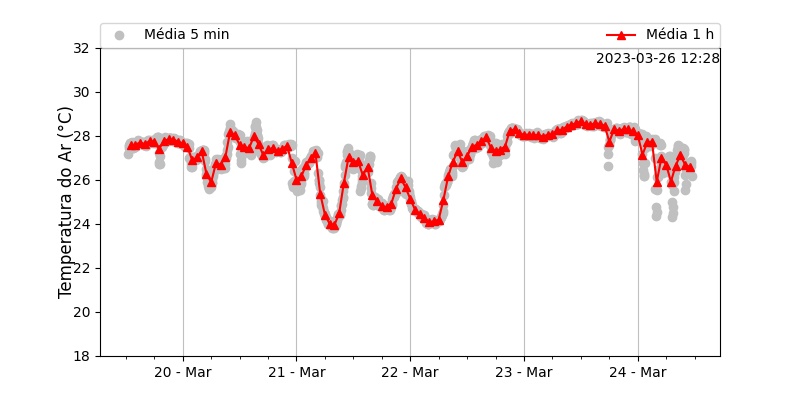 Média 5 min
Média 1 h
2023-03-26 12:28
Temperatura do Ar (°C)
32
30
28
26
24
22
20
18
20 - Mar
21 - Mar
22 - Mar
23 - Mar
24 - Mar